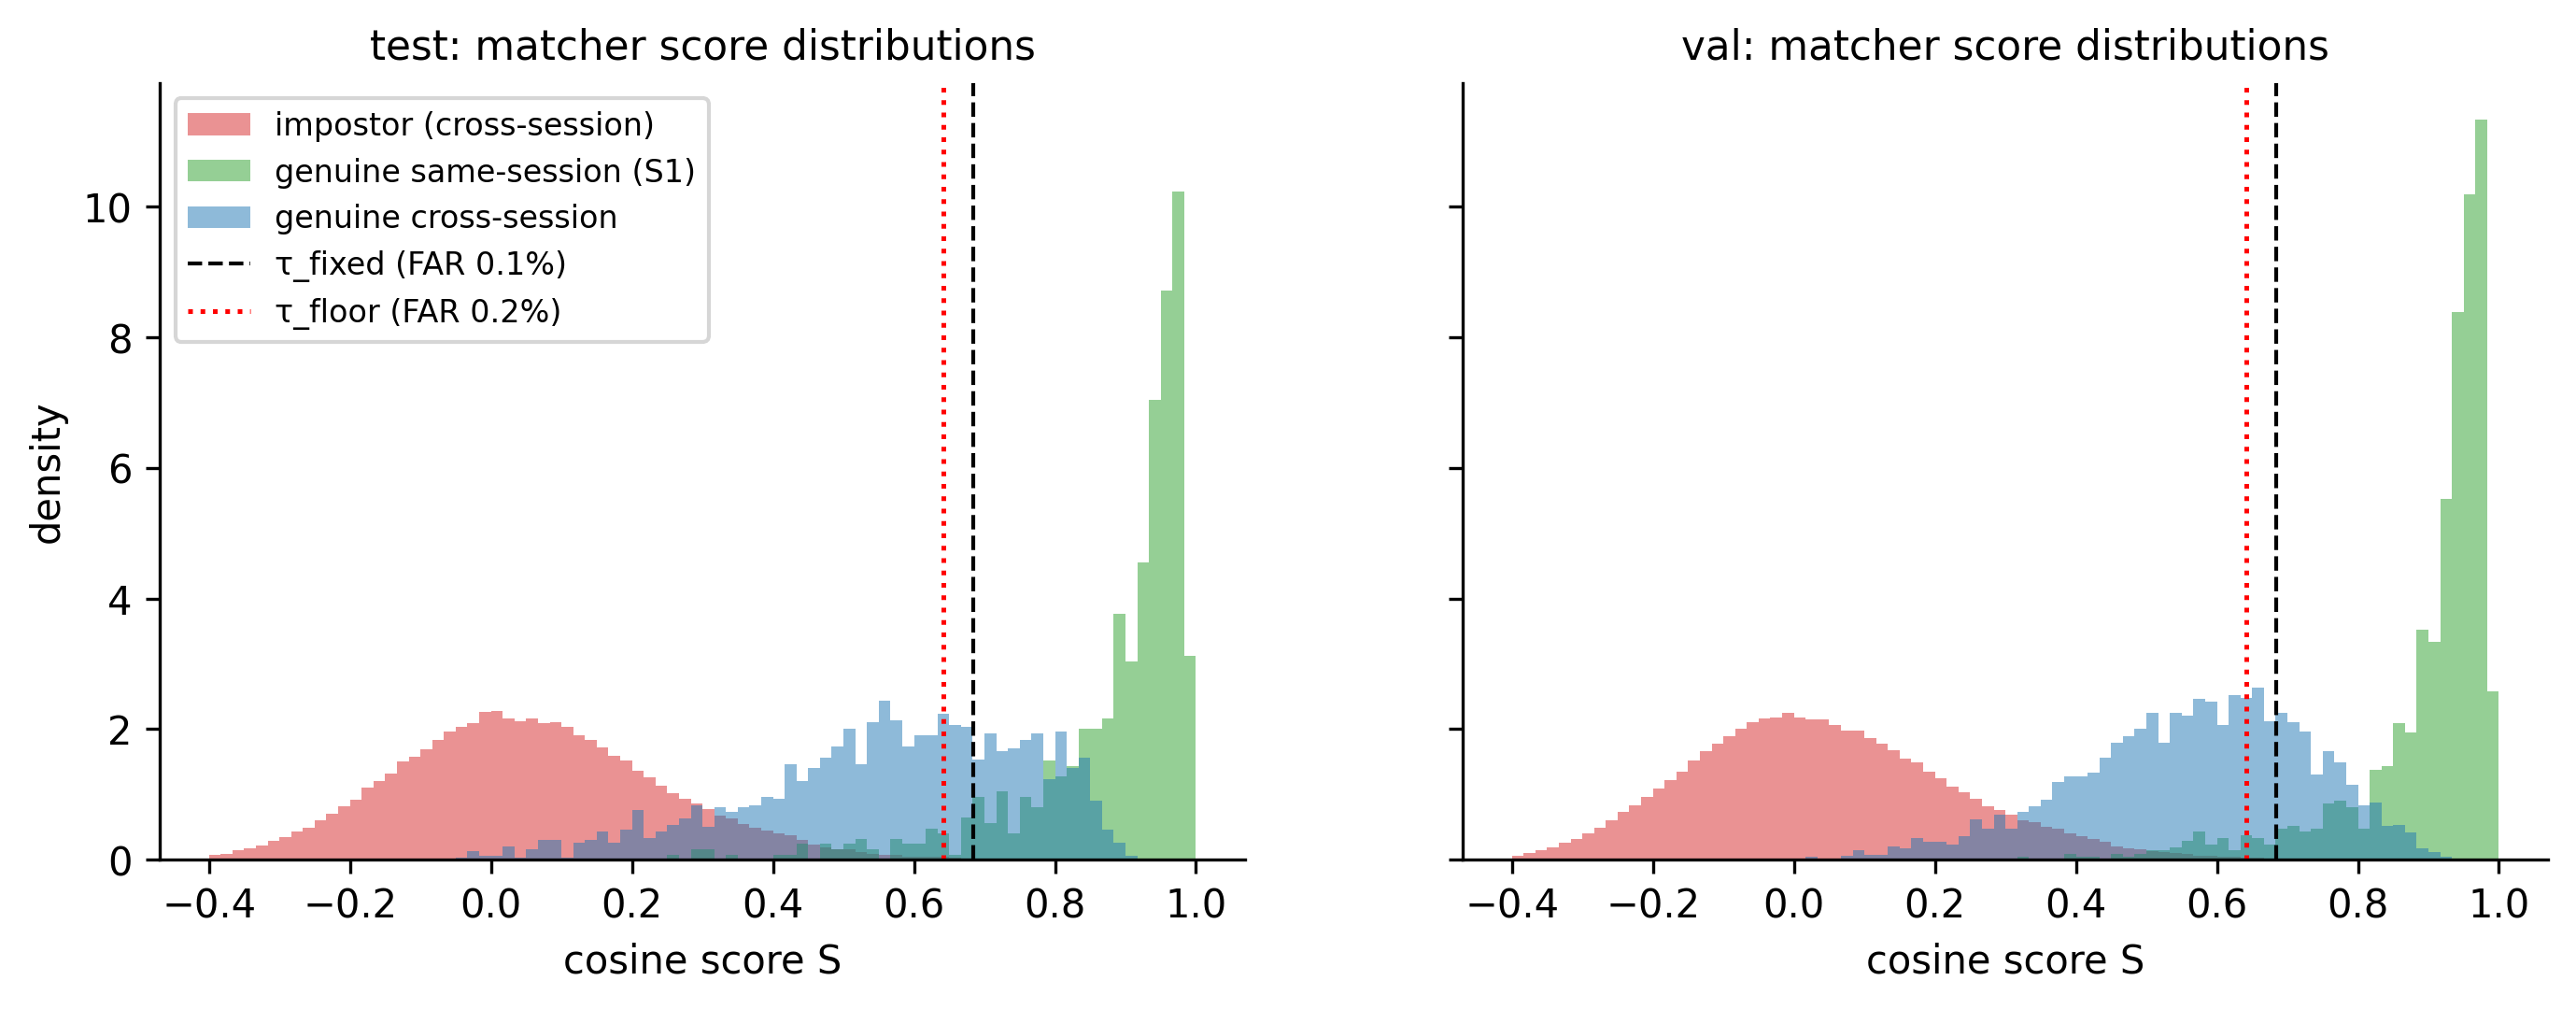 test: matcher score distributions
impostor (cross-session)
genuine same-session (S1)
genuine cross-session
τ_fixed (FAR 0.1%)
τ_floor (FAR 0.2%)
density
10
8
6
4
2
0
−0.4 −0.2 0.0 0.2 0.4 0.6 0.8 1.0
cosine score S
val: matcher score distributions
−0.4 −0.2 0.0 0.2 0.4 0.6 0.8 1.0
cosine score S